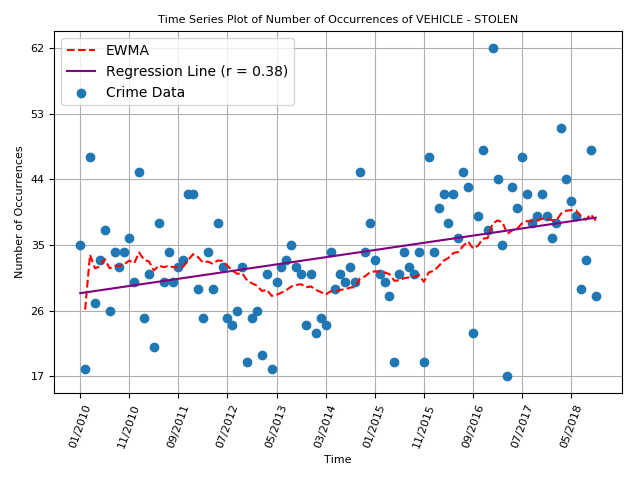 Time Series Plot of Number of Occurrences of VEHICLE - STOLEN
EWMA
Regression Line (r = 0.38)
Crime Data
Number of Occurrences
62
53
44
35
26
17
01/2010
11/2010
09/2011
07/2012
05/2013
03/2014
01/2015
11/2015
09/2016
07/2017
05/2018
Time